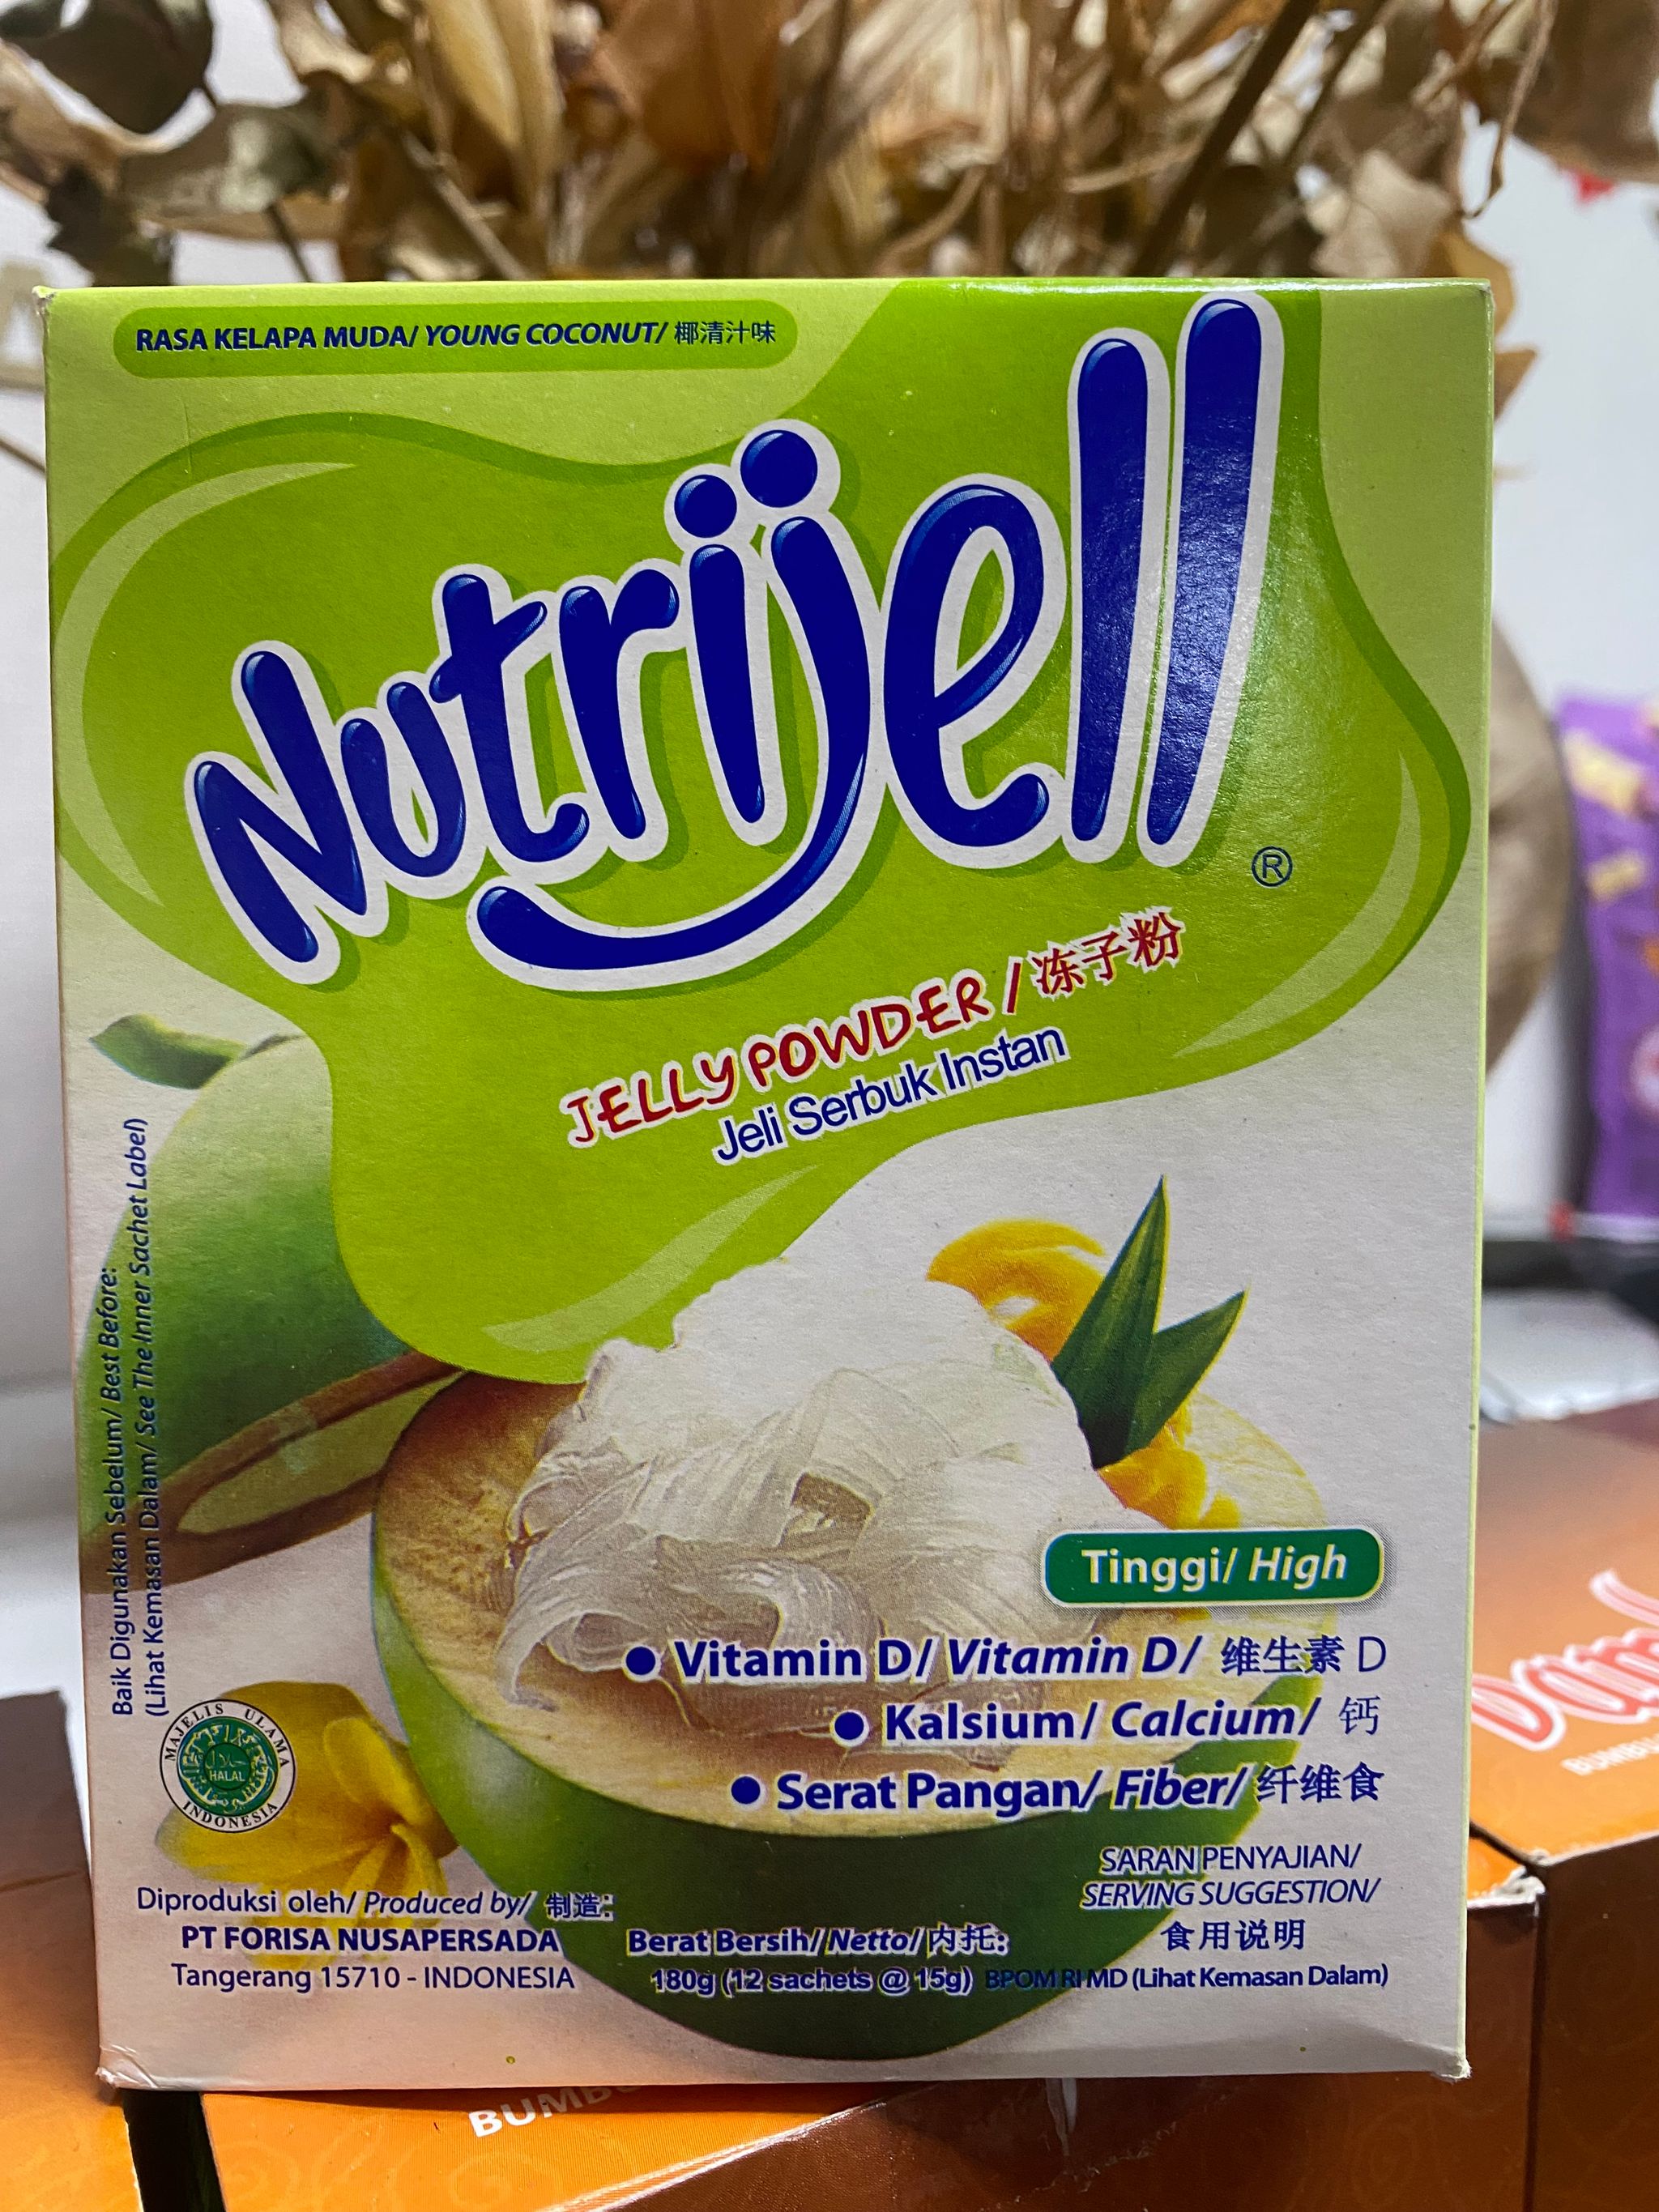 RASA KELAPA MUDA/ YOUNG COCONUT/ 椰清汁味
Nutrijell
®
JELLY POWDER / 冻子粉
Jeli Serbuk Instan
Baik Digunakan Sebelum/ Best Before:
(Lihat Kemasan Dalam/ See The Inner Sachet Label)
Tinggi/ High
• Vitamin D/ Vitamin D/ 维生素 D
• Kalsium/ Calcium/ 钙
• Serat Pangan/ Fiber/ 纤维食
MAJELIS ULAMA
HALAL
INDONESIA
SARAN PENYAJIAN/
SERVING SUGGESTION/
食用说明
Diproduksi oleh/ Produced by/ 制造:
PT FORISA NUSAPERSADA
Tangerang 15710 - INDONESIA
Berat Bersih/ Netto/ 内托:
180g (12 sachets @ 15g)
BPOM RI MD (Lihat Kemasan Dalam)